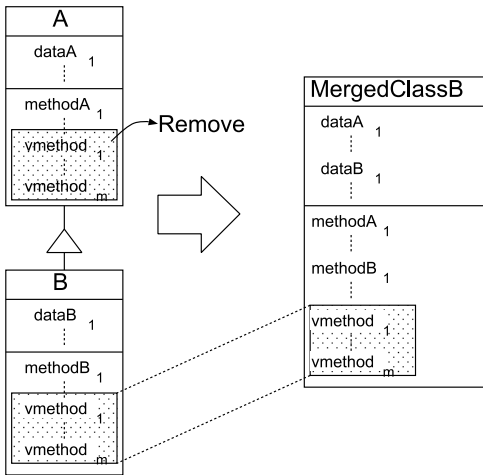 A
dataA 1
methodA 1
vmethod 1
vmethod m
Remove
B
dataB 1
methodB 1
vmethod 1
vmethod m
MergedClassB
dataA 1
dataB 1
methodA 1
methodB 1
vmethod 1
vmethod m